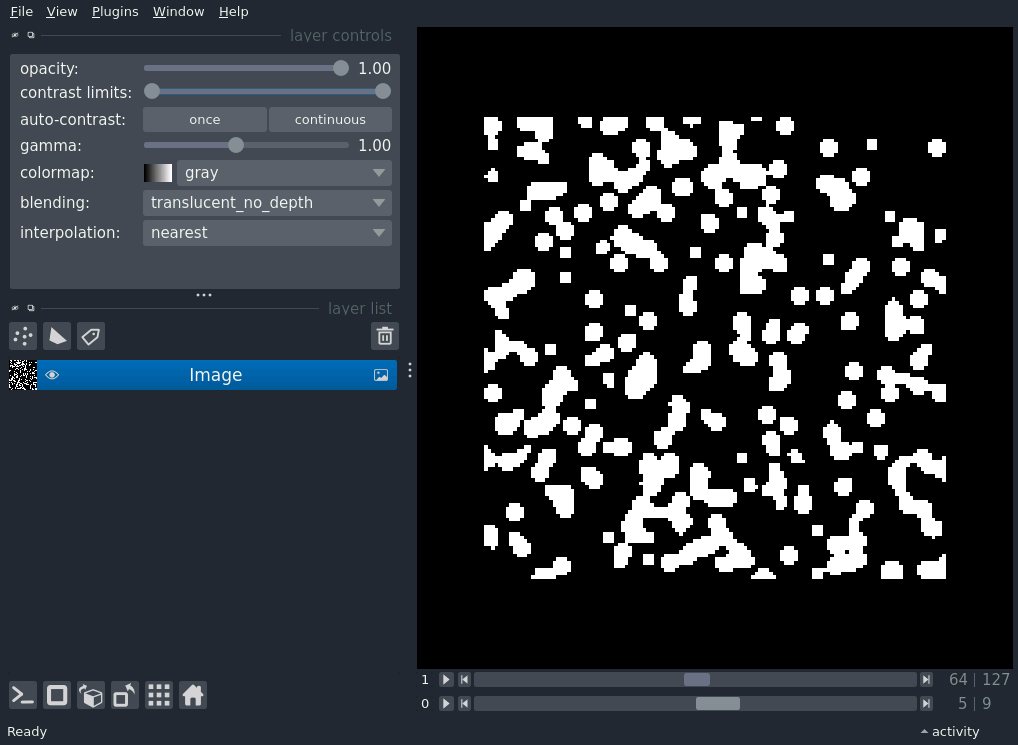 File View Plugins Window Help
layer controls
opacity: 1.00
contrast limits:
auto-contrast: once continuous
gamma: 1.00
colormap: gray
blending: translucent_no_depth
interpolation: nearest
layer list
Image
1 64 | 127
0 5 | 9
Ready activity